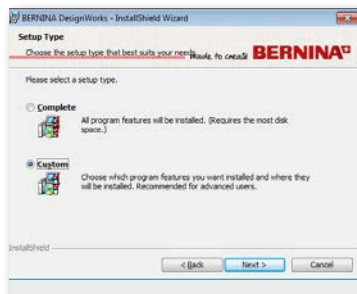 BERNINA DesignWorks - InstallShield Wizard
Setup Type
Choose the setup type that best suits your needs.
made to create BERNINA
Please select a setup type.
Complete
All program features will be installed. (Requires the most disk
space.)
Custom
Choose which program features you want installed and where they
will be installed. Recommended for advanced users.
InstallShield
< Back Next > Cancel